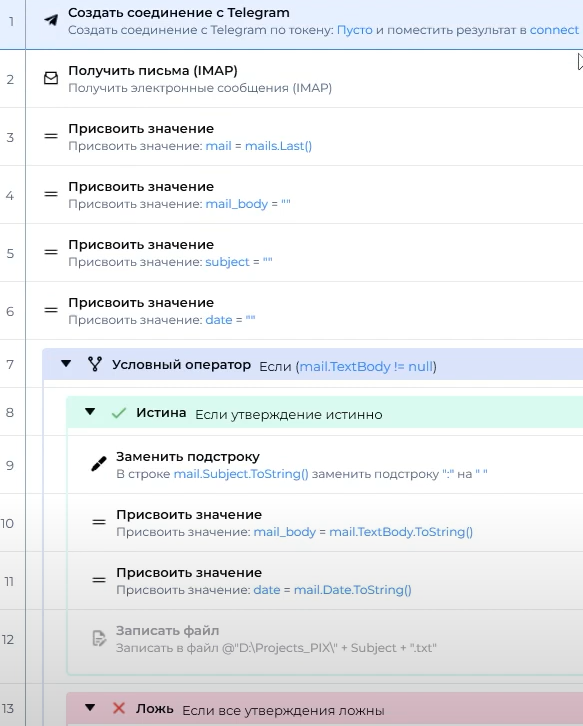 1
Создать соединение с Telegram
Создать соединение с Telegram по токену: Пусто и поместить результат в connect
2
Получить письма (IMAP)
Получить электронные сообщения (IMAP)
3
Присвоить значение
Присвоить значение: mail = mails.Last()
4
Присвоить значение
Присвоить значение: mail_body = ""
5
Присвоить значение
Присвоить значение: subject = ""
6
Присвоить значение
Присвоить значение: date = ""
7
Условный оператор Если (mail.TextBody != null)
8
Истина Если утверждение истинно
9
Заменить подстроку
В строке mail.Subject.ToString() заменить подстроку ":" на " "
10
Присвоить значение
Присвоить значение: mail_body = mail.TextBody.ToString()
11
Присвоить значение
Присвоить значение: date = mail.Date.ToString()
12
Записать файл
Записать в файл @"D:\Projects_PIX\" + Subject + ".txt"
13
Ложь Если все утверждения ложны